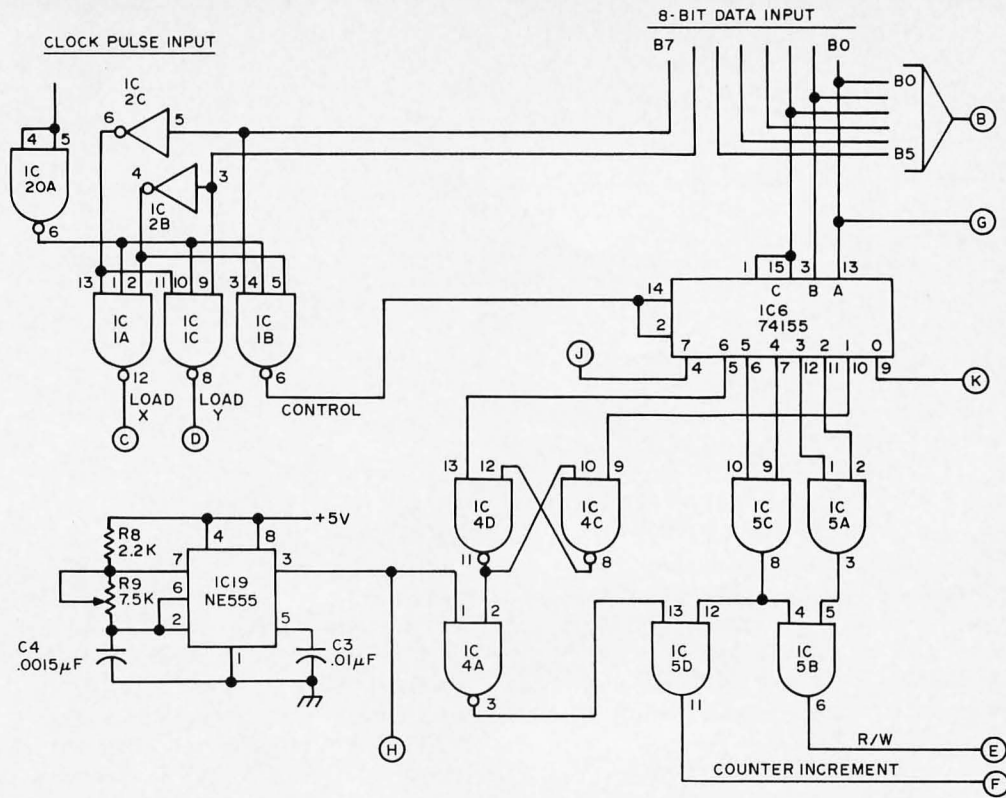 8-BIT DATA INPUT
CLOCK PULSE INPUT
B7 B0
B0
B
B5
IC
2C
6 5
4 5
IC
20A
6
4 3
IC
2B
G
13 1 2 11 10 9 3 4 5
IC
1A
IC
1C
IC
1B
12 8 6
LOAD
X
LOAD
Y
CONTROL
C D
1 15 3 13
C B A
14
2
IC6
74155
7 6 5 4 3 2 1 0
4 5 6 7 12 11 10 9
J
K
13 12 10 9 10 9 1 2
IC
4D
IC
4C
IC
5C
IC
5A
11 8 8 3
+5V
R8
2.2K
4 8
7 3
R9
7.5K
6
IC19
NE555
2 5
1
C4
.0015µF
C3
.01µF
1 2 13 12 4 5
IC
4A
IC
5D
IC
5B
3 11 6
H
R/W
E
COUNTER INCREMENT
F